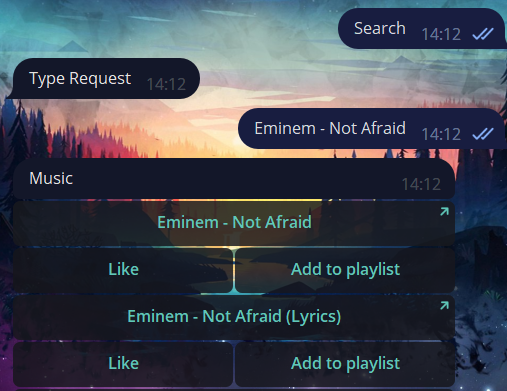 Search 14:12
Type Request 14:12
Eminem - Not Afraid 14:12
Music 14:12
Eminem - Not Afraid
Like Add to playlist
Eminem - Not Afraid (Lyrics)
Like Add to playlist